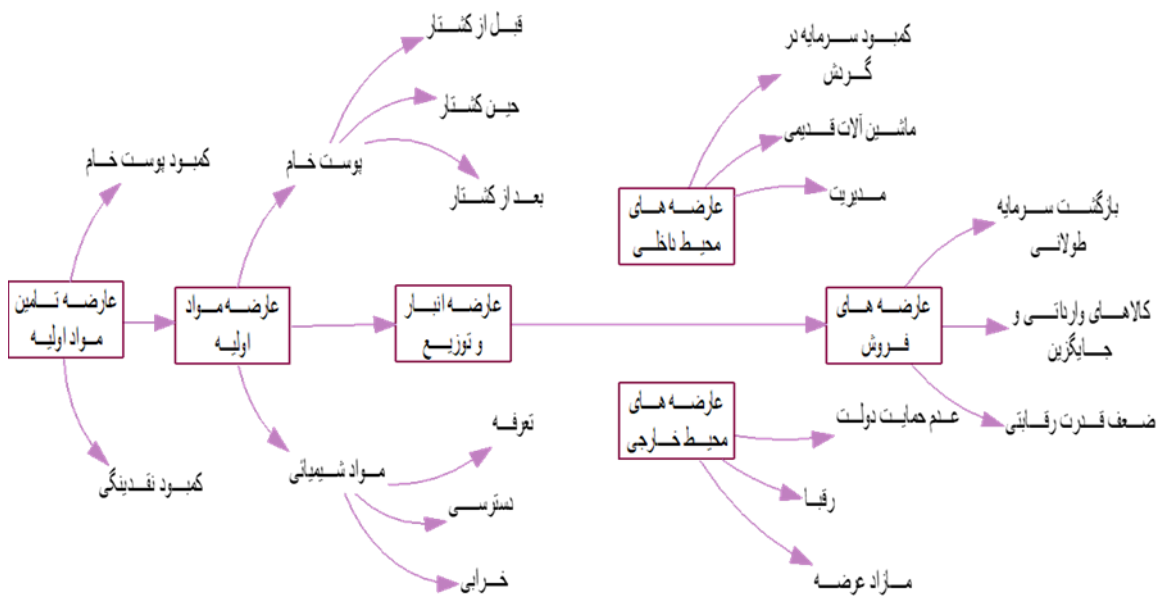 قبل از کشتار
حین کشتار
بعد از کشتار
پوست خام
کمبود پوست خام
عارضه تامین
مواد اولیه
کمبود نقدینگی
عارضه مواد
اولیه
مواد شیمیائی
تعرفه
دسترسی
خرابی
عارضه انبار
و توزیع
کمبود سرمایه در
گردش
ماشین آلات قدیمی
مدیریت
عارضه های
محیط داخلی
بازگشت سرمایه
طولانی
عارضه های
فروش
کالاهای وارداتی و
جایگزین
ضعف قدرت رقابتی
عارضه های
محیط خارجی
عدم حمایت دولت
رقبا
مازاد عرضه